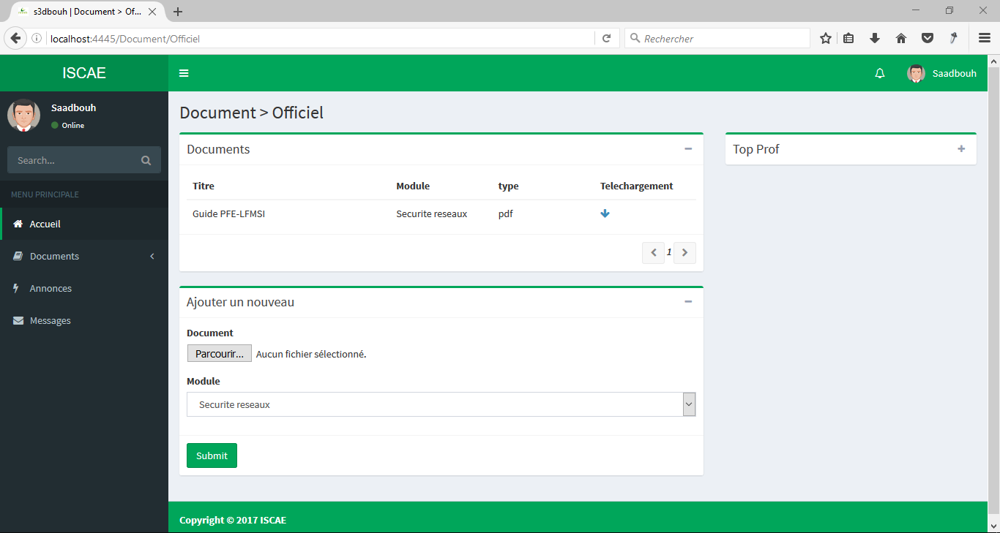 s3dbouh | Document > Of...
localhost:4445/Document/Officiel
Rechercher
ISCAE
Saadbouh
Saadbouh
Online
Search...
MENU PRINCIPALE
Accueil
Documents
Annonces
Messages
Document > Officiel
Documents
Titre Module type Telechargement
Guide PFE-LFMSI Securite reseaux pdf
1
Top Prof
Ajouter un nouveau
Document
Parcourir... Aucun fichier sélectionné.
Module
Securite reseaux
Submit
Copyright © 2017 ISCAE